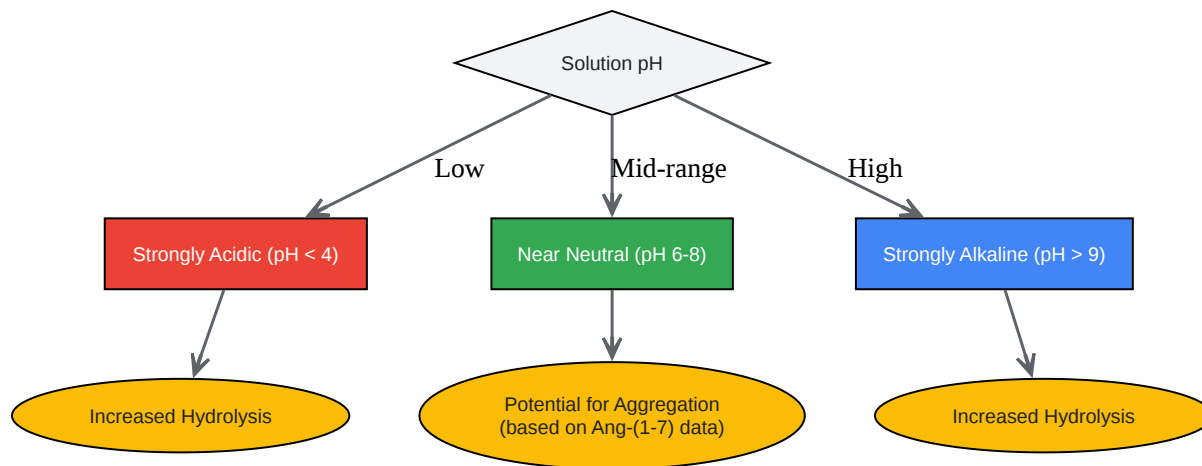 Solution pH
Low
Mid-range
High
Strongly Acidic (pH < 4)
Near Neutral (pH 6-8)
Strongly Alkaline (pH > 9)
Increased Hydrolysis
Potential for Aggregation
(based on Ang-(1-7) data)
Increased Hydrolysis